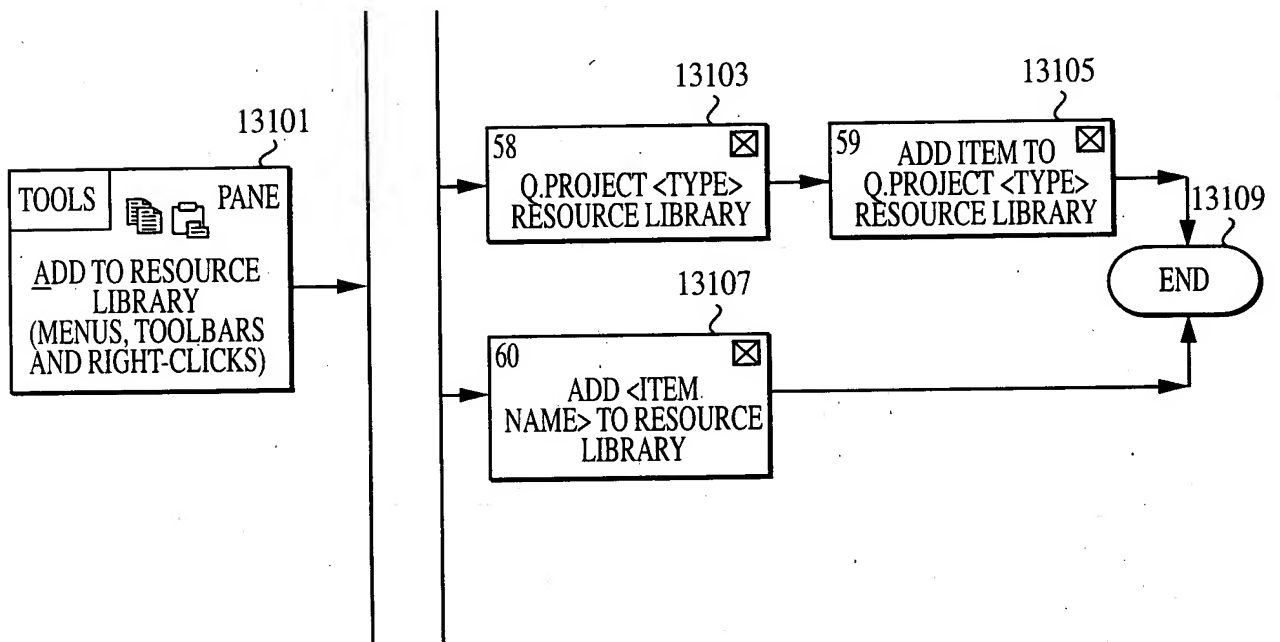 13101
TOOLS
PANE
ADD TO RESOURCE
LIBRARY
(MENUS, TOOLBARS
AND RIGHT-CLICKS)
13103
58
Q.PROJECT <TYPE>
RESOURCE LIBRARY
13105
59
ADD ITEM TO
Q.PROJECT <TYPE>
RESOURCE LIBRARY
13109
END
13107
60
ADD <ITEM
NAME> TO RESOURCE
LIBRARY